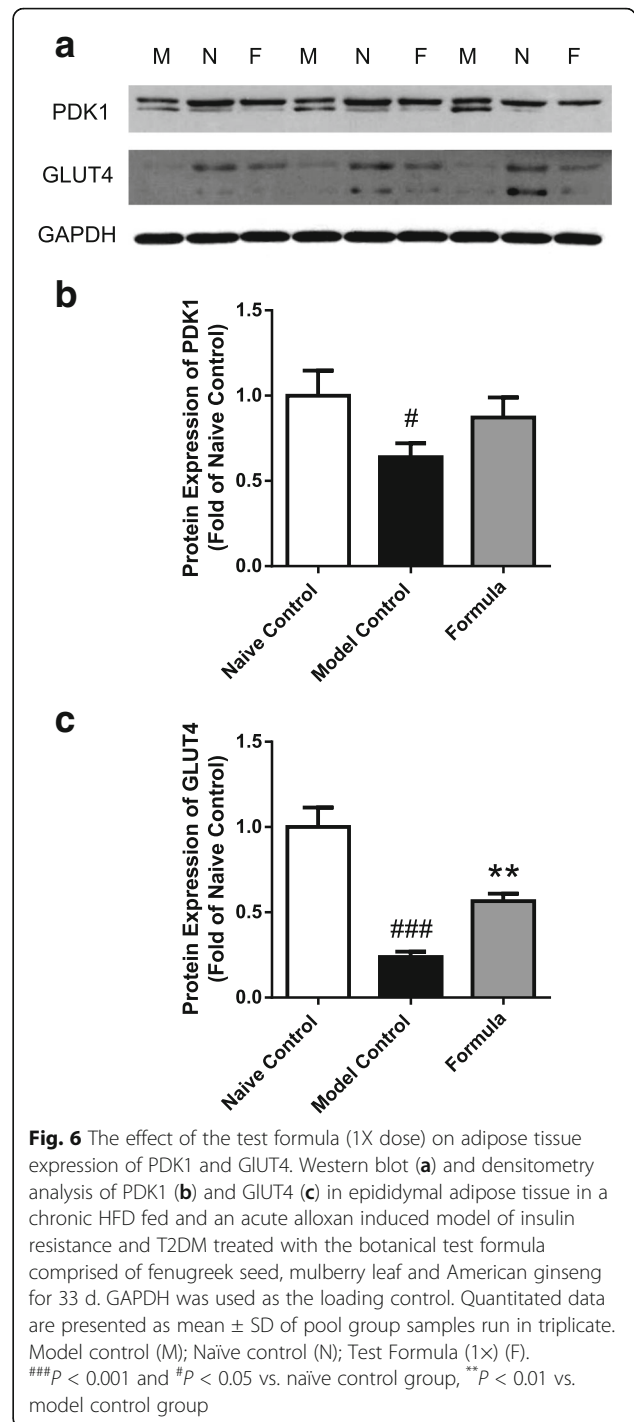 a
M N F M N F M N F
PDK1
GLUT4
GAPDH
b
Protein Expression of PDK1
(Fold of Naive Control)
1.5
1.0
0.5
0.0
#
Naive Control
Model Control
Formula
c
Protein Expression of GLUT4
(Fold of Naive Control)
1.5
1.0
0.5
0.0
###
**
Naive Control
Model Control
Formula
Fig. 6 The effect of the test formula (1X dose) on adipose tissue
expression of PDK1 and GlUT4. Western blot (a) and densitometry
analysis of PDK1 (b) and GlUT4 (c) in epididymal adipose tissue in a
chronic HFD fed and an acute alloxan induced model of insulin
resistance and T2DM treated with the botanical test formula
comprised of fenugreek seed, mulberry leaf and American ginseng
for 33 d. GAPDH was used as the loading control. Quantitated data
are presented as mean ± SD of pool group samples run in triplicate.
Model control (M); Naïve control (N); Test Formula (1×) (F).
###P < 0.001 and #P < 0.05 vs. naïve control group, **P < 0.01 vs.
model control group